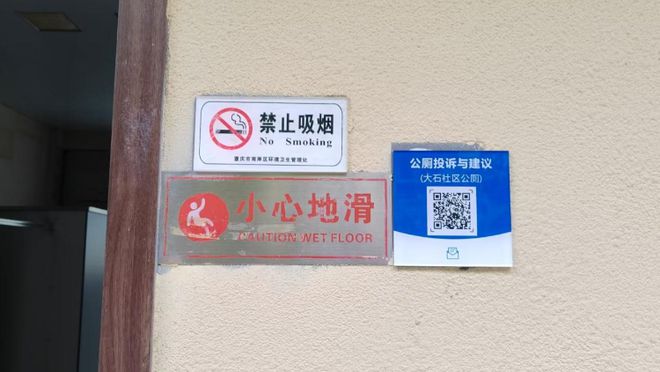 禁止吸烟
No Smoking
重庆市南岸区环境卫生管理处
小心地滑
CAUTION WET FLOOR
公厕投诉与建议
(大石社区公厕)